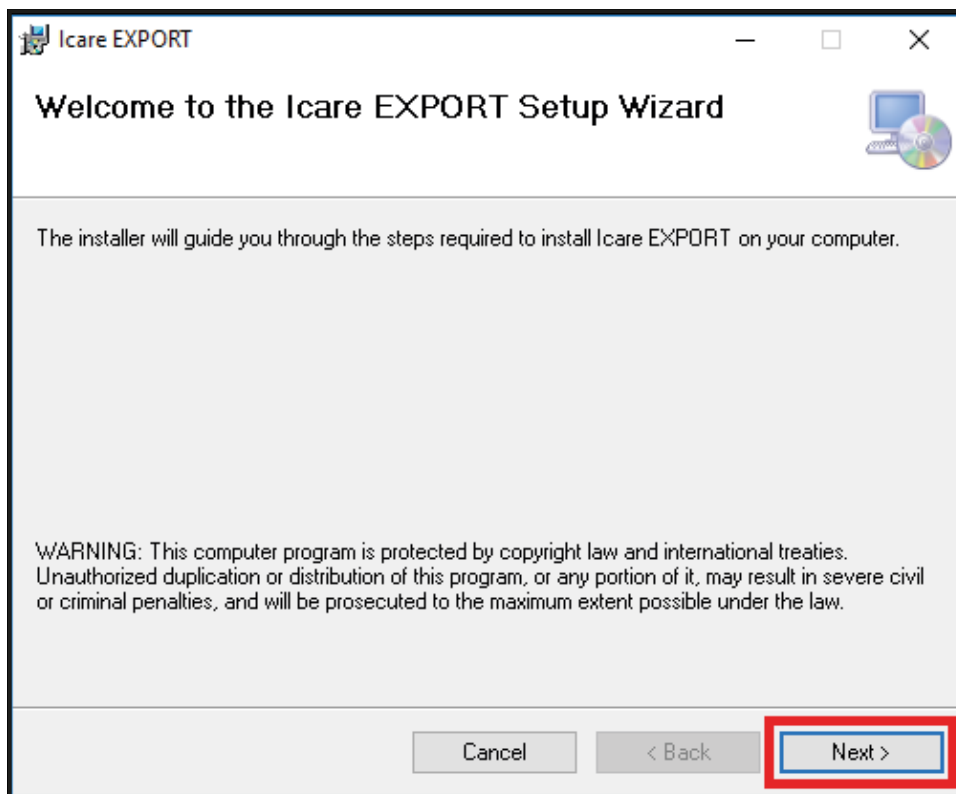 Icare EXPORT
Welcome to the Icare EXPORT Setup Wizard
The installer will guide you through the steps required to install Icare EXPORT on your computer.
WARNING: This computer program is protected by copyright law and international treaties.
Unauthorized duplication or distribution of this program, or any portion of it, may result in severe civil
or criminal penalties, and will be prosecuted to the maximum extent possible under the law.
Cancel < Back Next >